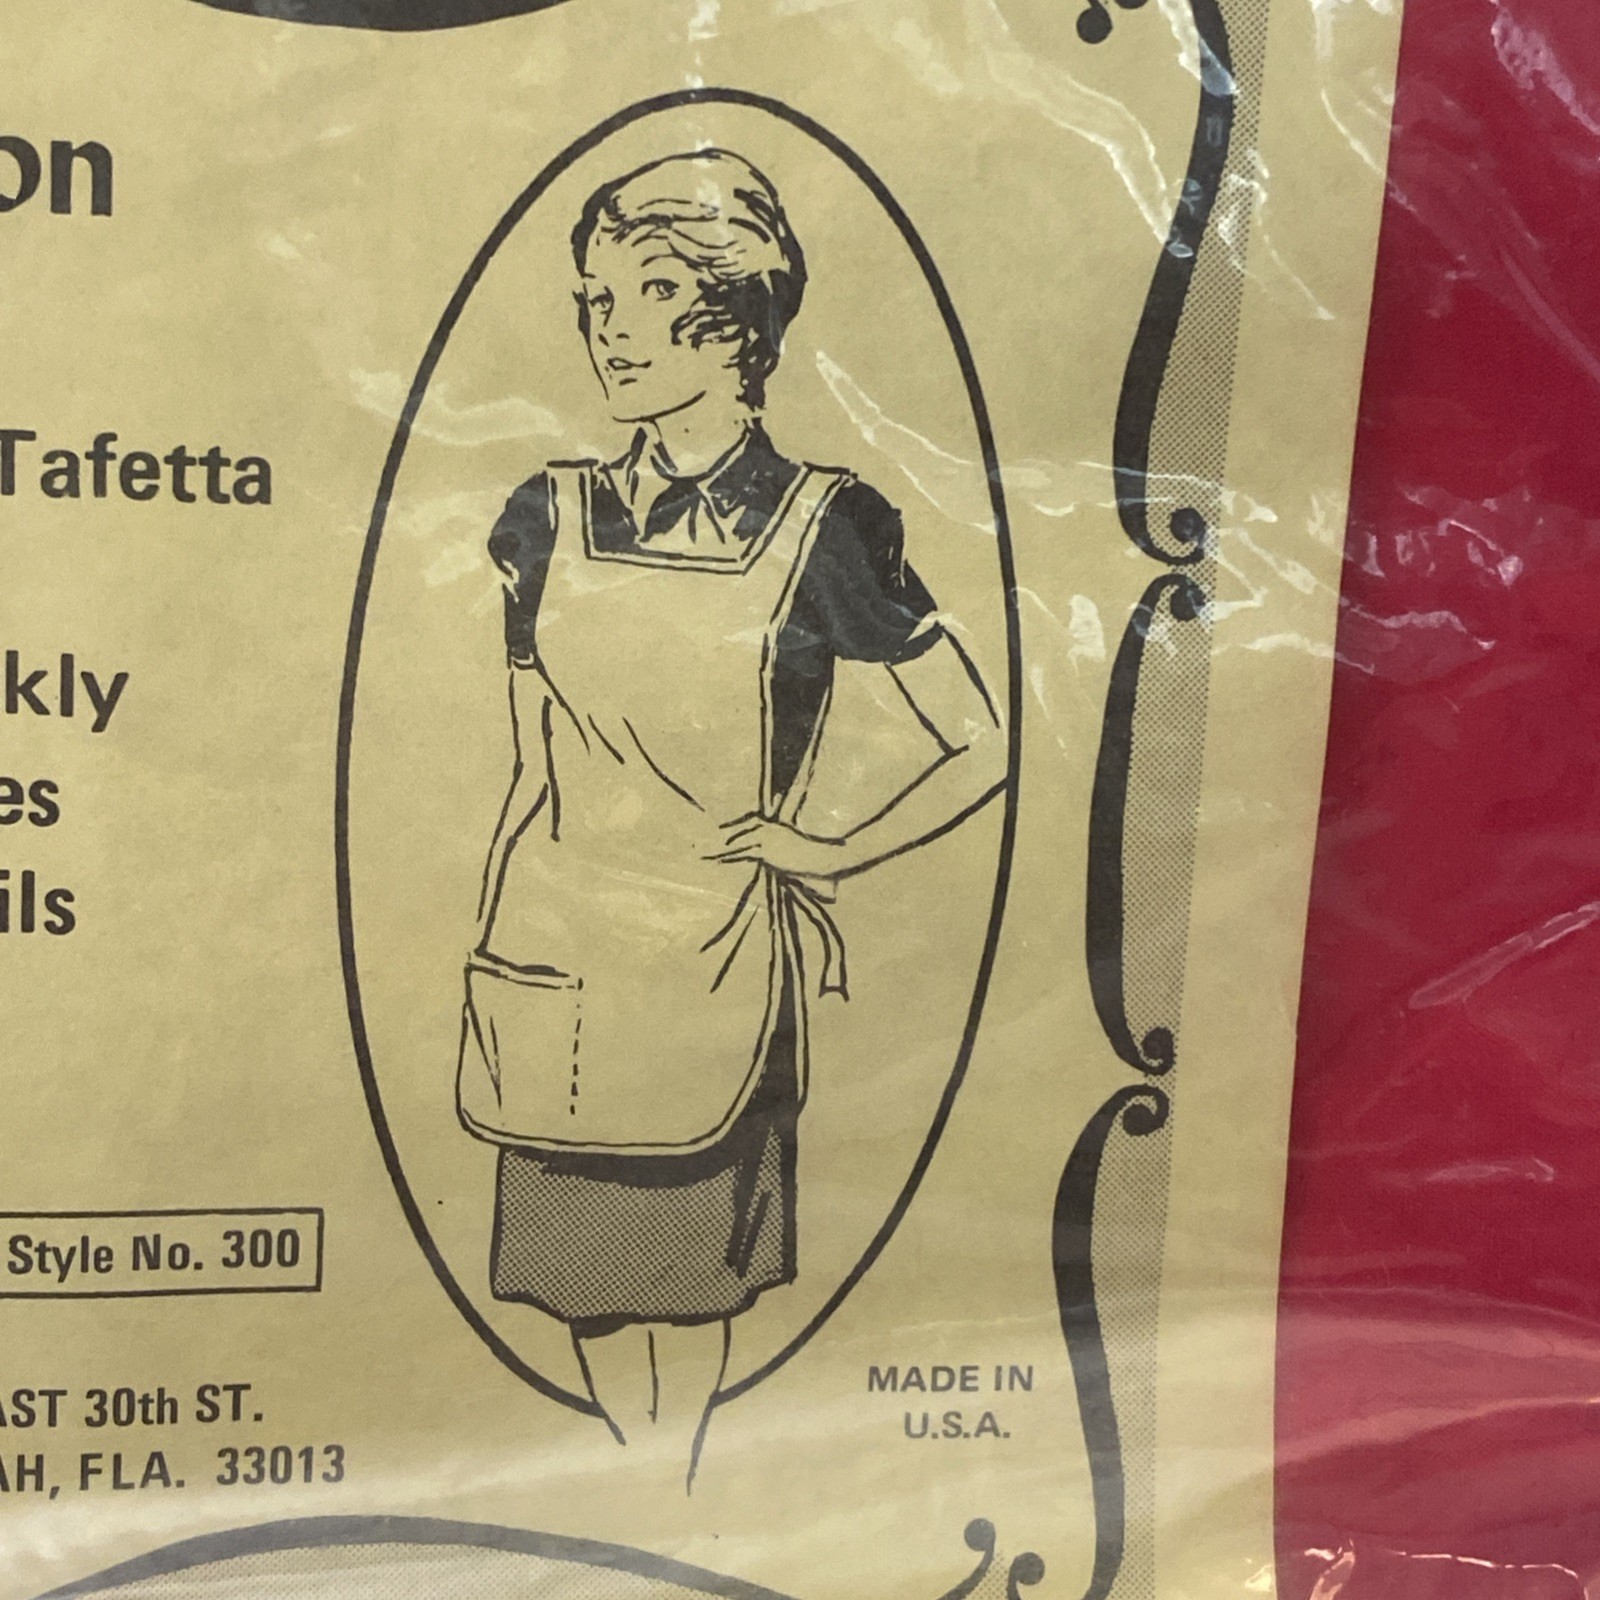 on
Tafetta
kly
es
ils
Style No. 300
AST 30th ST.
AH, FLA. 33013
MADE IN
U.S.A.